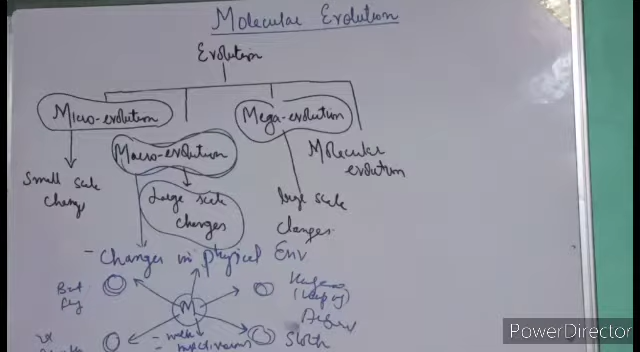 Molecular Evolution
Evolution
Micro-evolution
Mega-evolution
Macro-evolution
Molecular
evolution
Small scale
change
Large scale
changes
large scale
changes
- Changes in physical Env
Bat
M
Sloth
PowerDirector